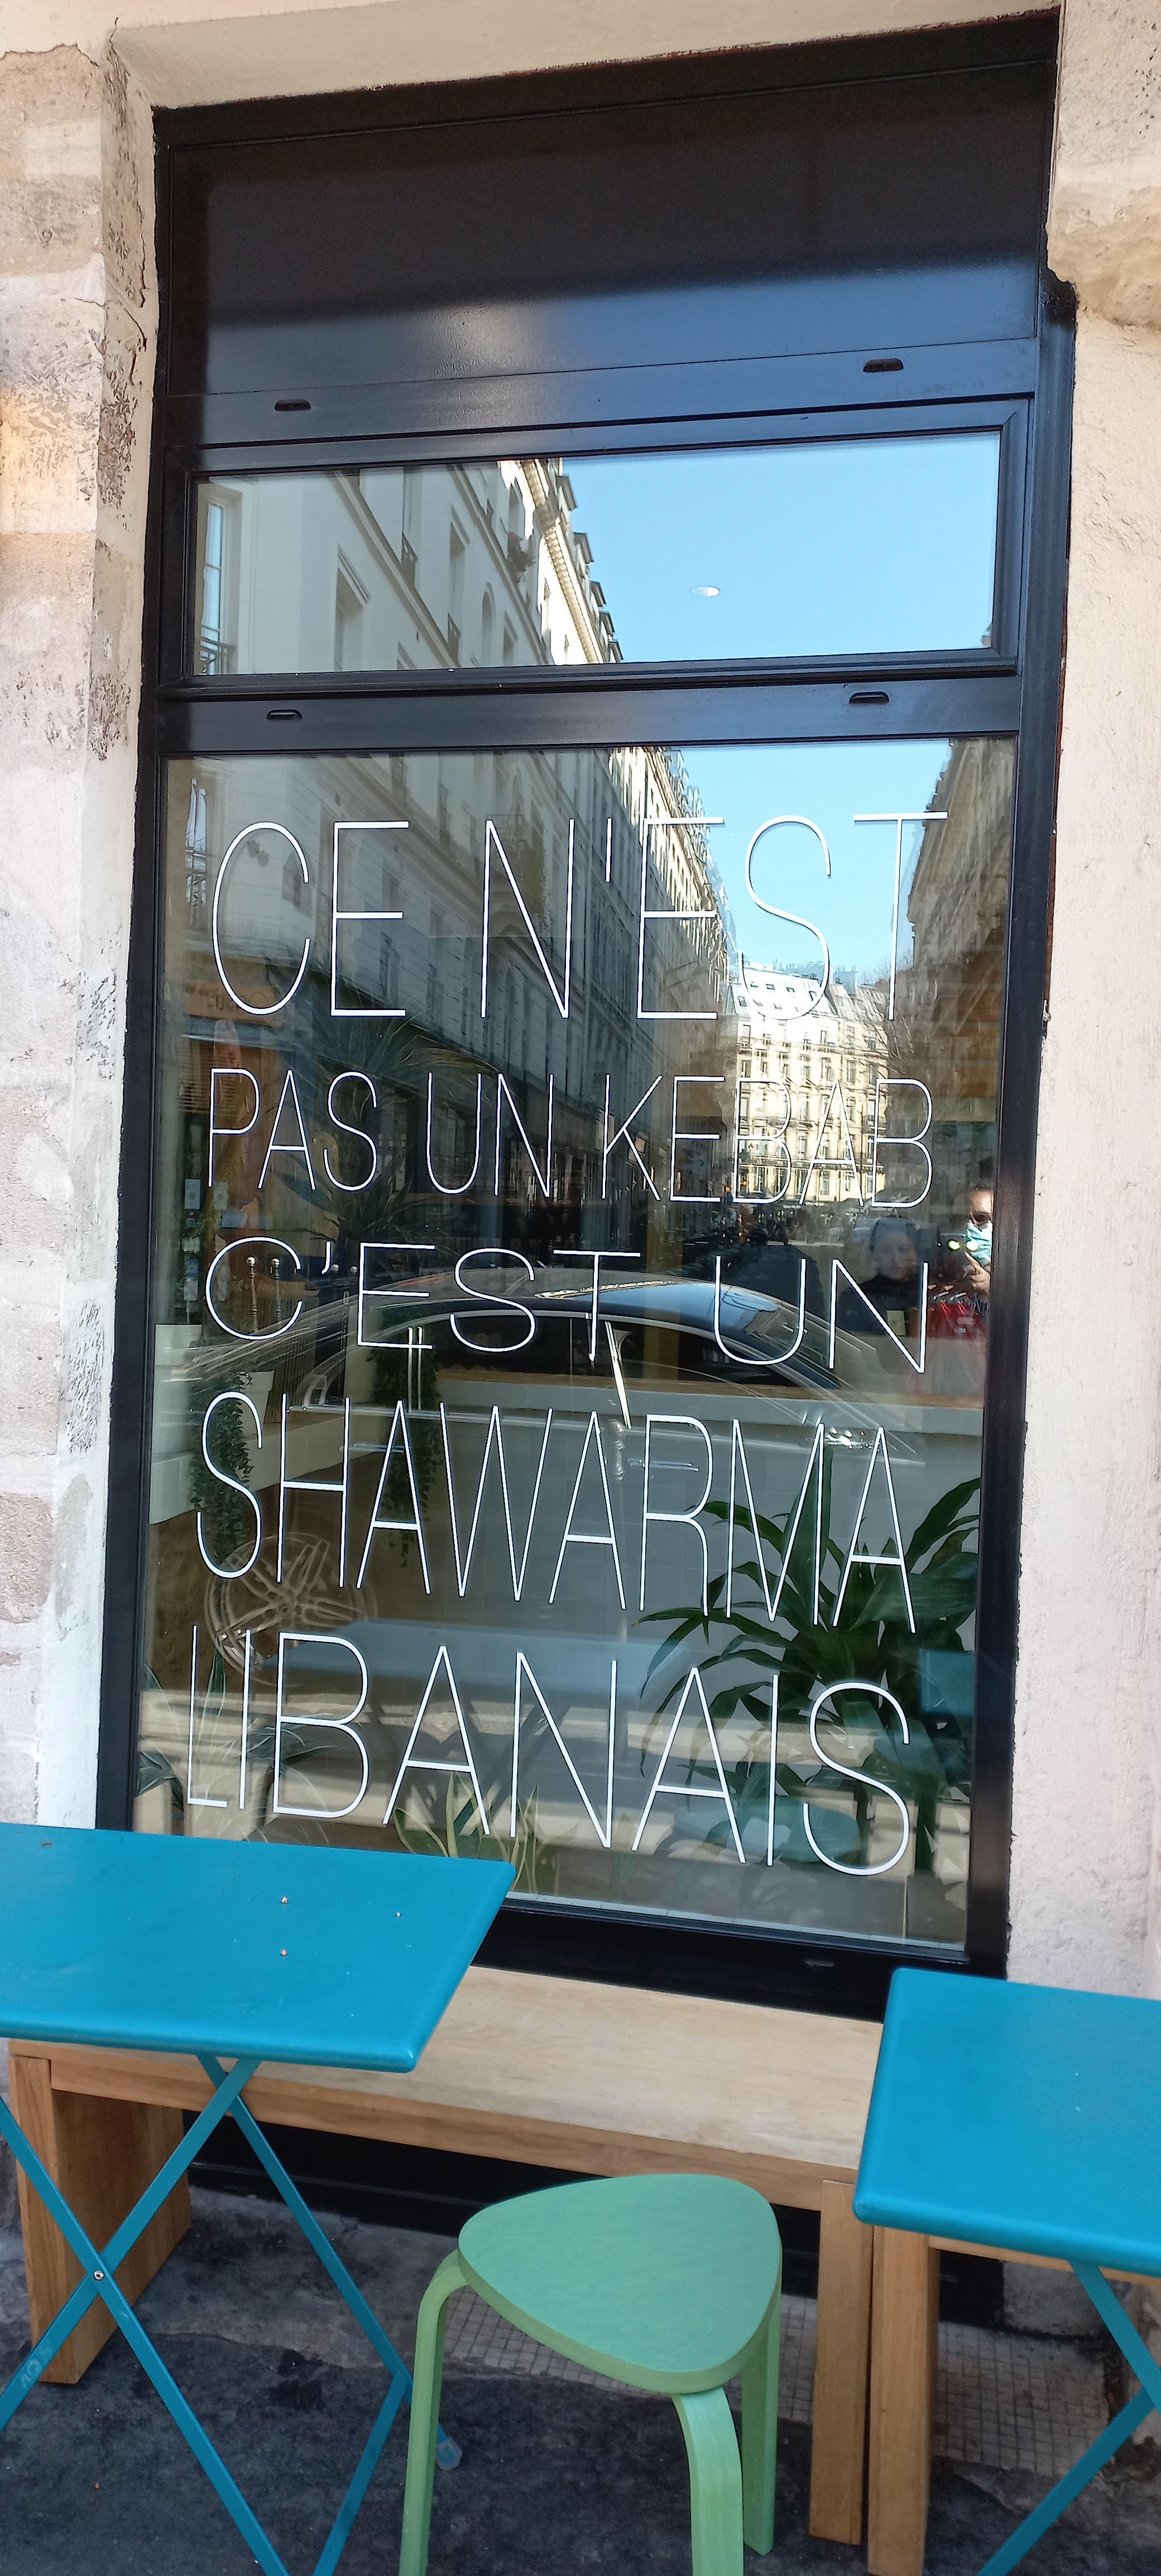 CE N'EST
PAS UN KEBAB
C'EST UN
SHAWARMA
LIBANAIS